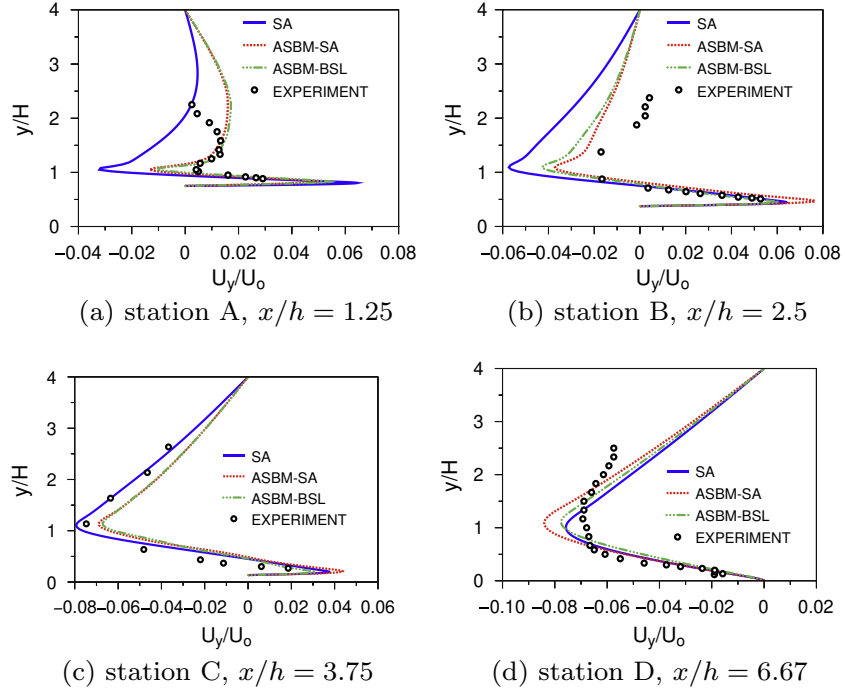 SA
ASBM-SA
ASBM-BSL
EXPERIMENT
y/H
4
3
2
1
0
−0.04 −0.02 0 0.02 0.04 0.06 0.08
U_y/U_o
(a) station A, x/h = 1.25
SA
ASBM-SA
ASBM-BSL
EXPERIMENT
y/H
4
3
2
1
0
−0.06 −0.04 −0.02 0 0.02 0.04 0.06 0.08
U_y/U_o
(b) station B, x/h = 2.5
SA
ASBM-SA
ASBM-BSL
EXPERIMENT
y/H
4
3
2
1
0
−0.08 −0.06 −0.04 −0.02 0 0.02 0.04 0.06
U_y/U_o
(c) station C, x/h = 3.75
SA
ASBM-SA
ASBM-BSL
EXPERIMENT
y/H
4
3
2
1
0
−0.10 −0.08 −0.06 −0.04 −0.02 0 0.02
U_y/U_o
(d) station D, x/h = 6.67